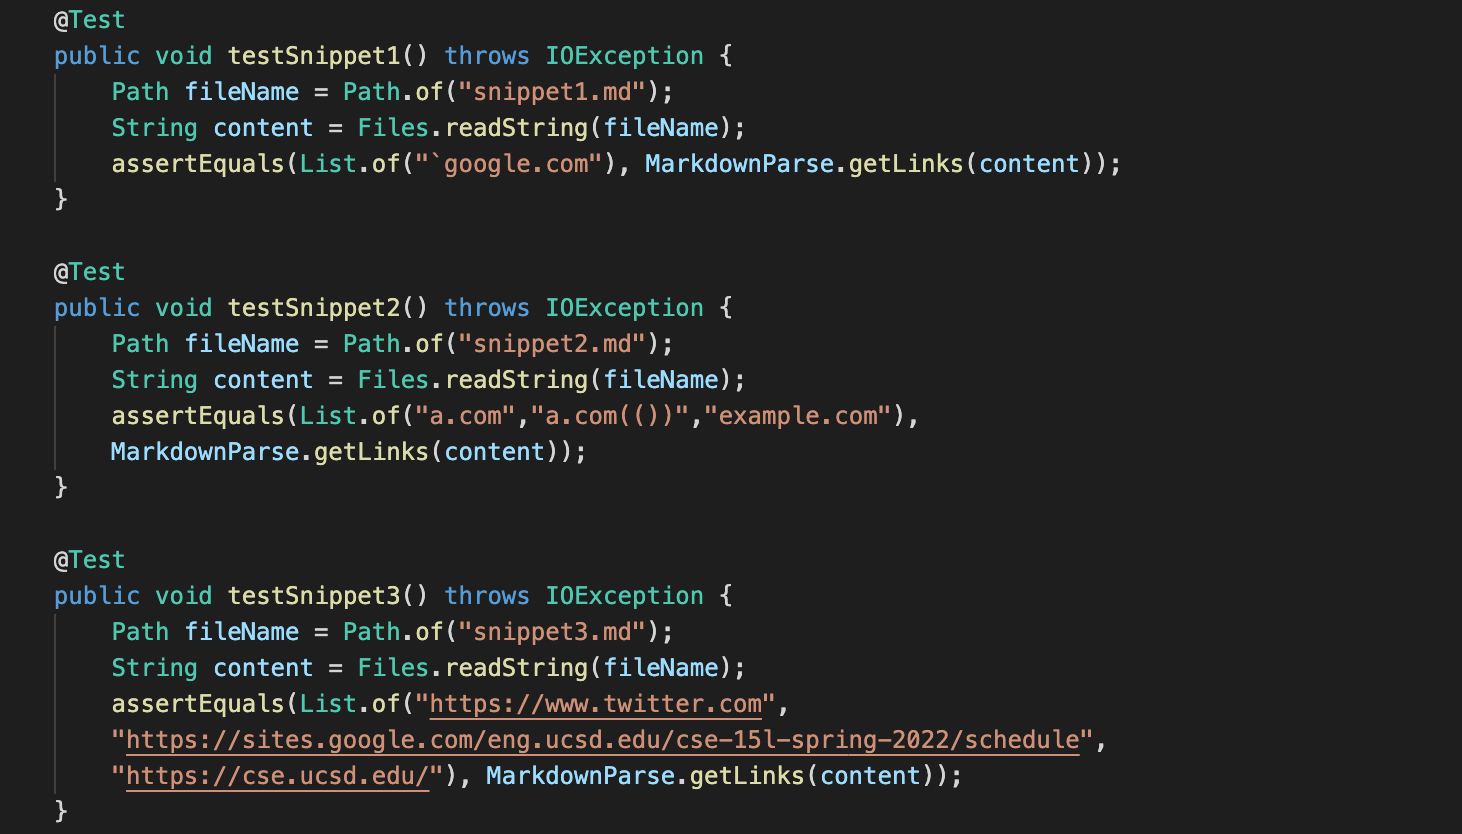 @Test
public void testSnippet1() throws IOException {
Path fileName = Path.of("snippet1.md");
String content = Files.readString(fileName);
assertEquals(List.of("`google.com"), MarkdownParse.getLinks(content));
}
@Test
public void testSnippet2() throws IOException {
Path fileName = Path.of("snippet2.md");
String content = Files.readString(fileName);
assertEquals(List.of("a.com","a.com(())","example.com"),
MarkdownParse.getLinks(content));
}
@Test
public void testSnippet3() throws IOException {
Path fileName = Path.of("snippet3.md");
String content = Files.readString(fileName);
assertEquals(List.of("https://www.twitter.com",
"https://sites.google.com/eng.ucsd.edu/cse-15l-spring-2022/schedule",
"https://cse.ucsd.edu/"), MarkdownParse.getLinks(content));
}